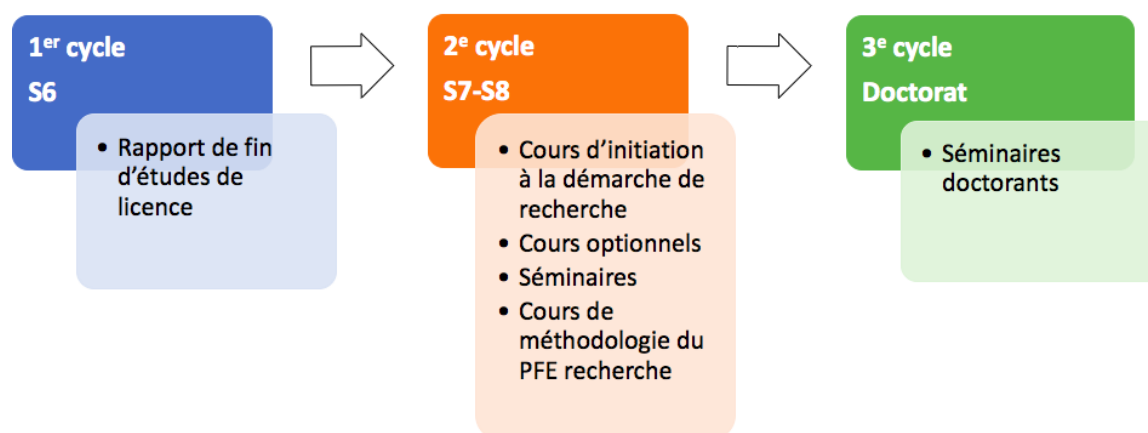 1er cycle
S6
• Rapport de fin
d'études de
licence
2e cycle
S7-S8
• Cours d'initiation
à la démarche de
recherche
• Cours optionnels
• Séminaires
• Cours de
méthodologie du
PFE recherche
3e cycle
Doctorat
• Séminaires
doctorants